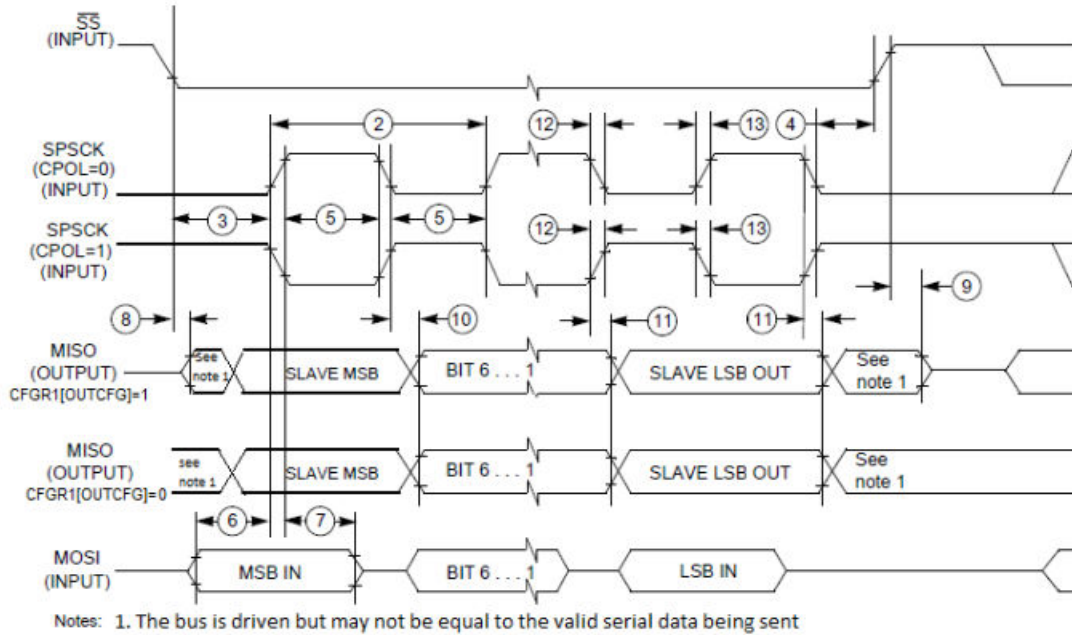 SS
(INPUT)
2
12
13
4
SPSCK
(CPOL=0)
(INPUT)
3
5
5
SPSCK
(CPOL=1)
(INPUT)
12
13
8
10
11
11
9
MISO
(OUTPUT)
CFGR1[OUTCFG]=1
See
note 1
SLAVE MSB
BIT 6 . . . 1
SLAVE LSB OUT
See
note 1
MISO
(OUTPUT)
CFGR1[OUTCFG]=0
see
note 1
SLAVE MSB
BIT 6 . . . 1
SLAVE LSB OUT
See
note 1
6
7
MOSI
(INPUT)
MSB IN
BIT 6 . . . 1
LSB IN
Notes: 1. The bus is driven but may not be equal to the valid serial data being sent